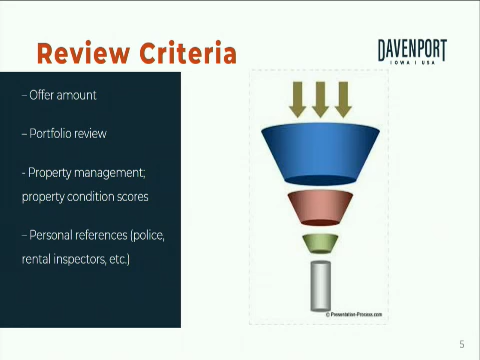 Review Criteria
DAVENPORT
IOWA | USA
– Offer amount
– Portfolio review
- Property management;
property condition scores
– Personal references (police,
rental inspectors, etc.)
© Presentation-Process.com
5